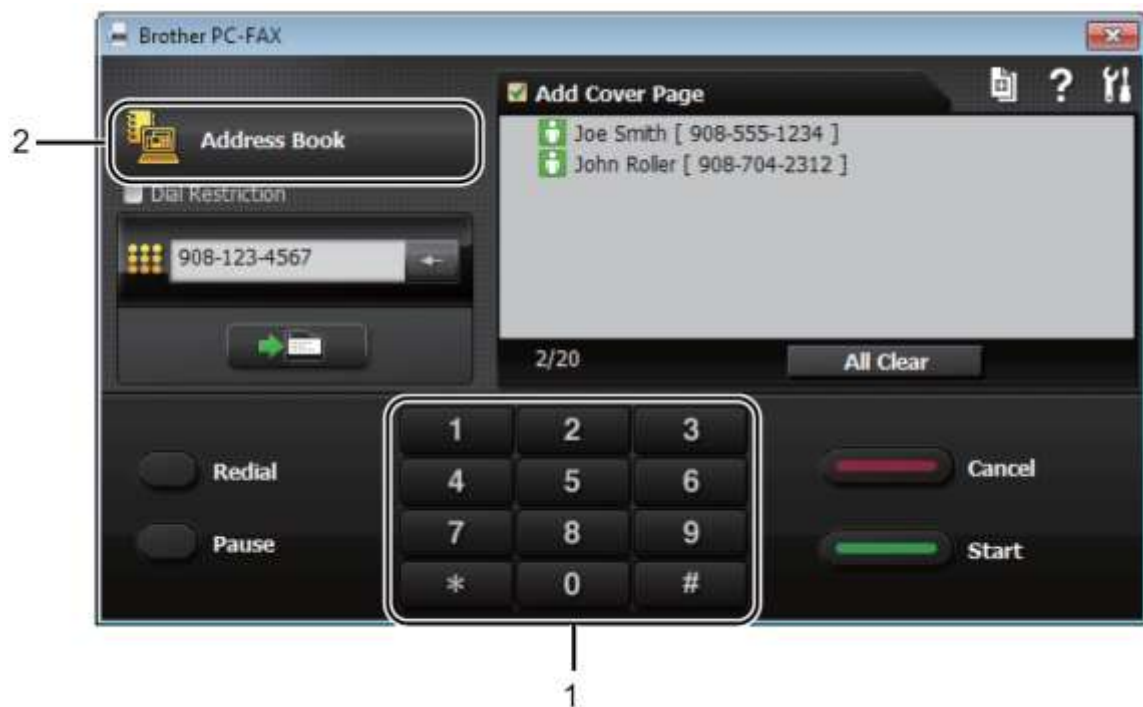 Brother PC-FAX
2
Address Book
Dial Restriction
908-123-4567
Add Cover Page
?
Joe Smith [ 908-555-1234 ]
John Roller [ 908-704-2312 ]
2/20
All Clear
Redial
Pause
1 2 3
4 5 6
7 8 9
* 0 #
Cancel
Start
1